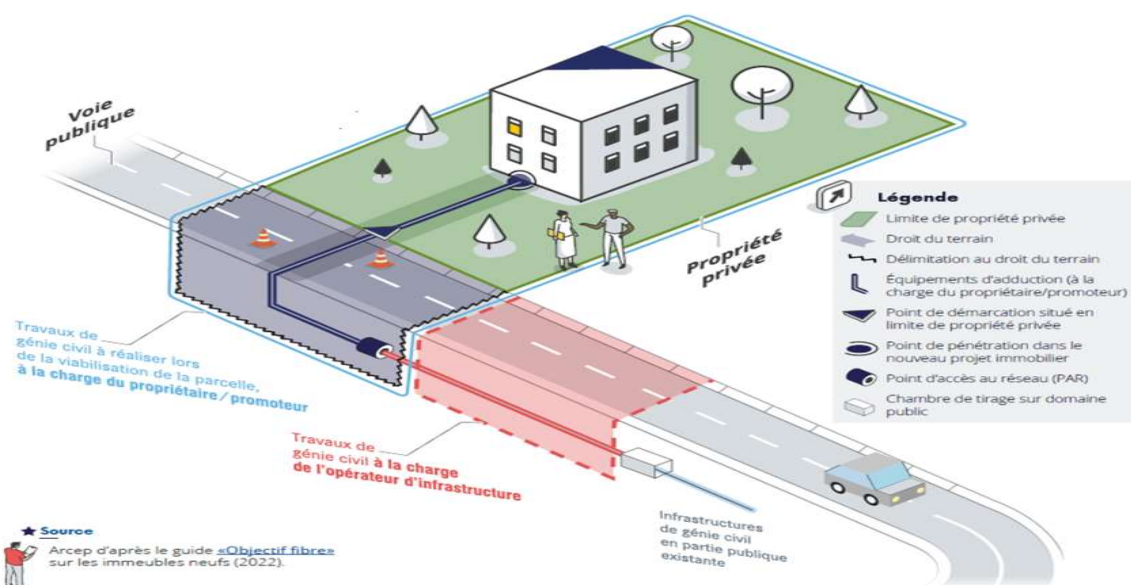 Voie
publique
Propriété
privée
Légende
Limite de propriété privée
Droit du terrain
Délimitation au droit du terrain
Équipements d'adduction (à la
charge du propriétaire/promoteur)
Point de démarcation situé en
limite de propriété privée
Point de pénétration dans le
nouveau projet immobilier
Point d'accès au réseau (PAR)
Chambre de tirage sur domaine
public
Travaux de
génie civil à réaliser lors
de la viabilisation de la parcelle,
à la charge du propriétaire/promoteur
Travaux de
génie civil à la charge
de l'opérateur d'infrastructure
Infrastructures
de génie civil
en partie publique
existante
Source
Arcep d'après le guide «Objectif fibre»
sur les immeubles neufs (2022).